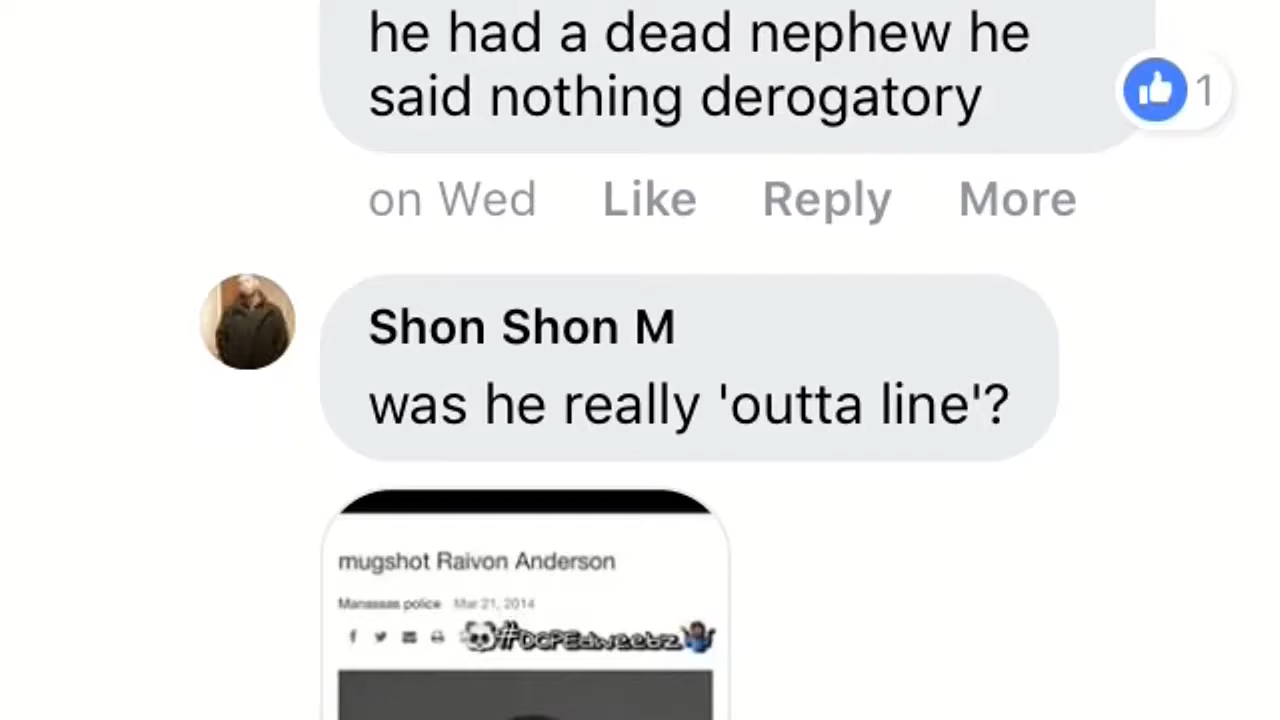 he had a dead nephew he
said nothing derogatory
1
on Wed Like Reply More
Shon Shon M
was he really 'outta line'?
mugshot Raivon Anderson
Manassas police Mar 21, 2014
#DCPEdweebz